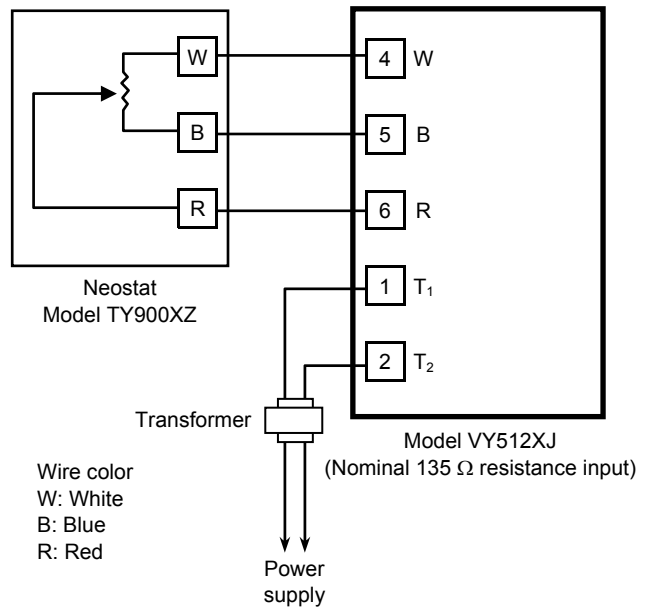 W
B
R
4 W
5 B
6 R
1 T₁
2 T₂
Neostat
Model TY900XZ
Transformer
Model VY512XJ
(Nominal 135 Ω resistance input)
Wire color
W: White
B: Blue
R: Red
Power
supply